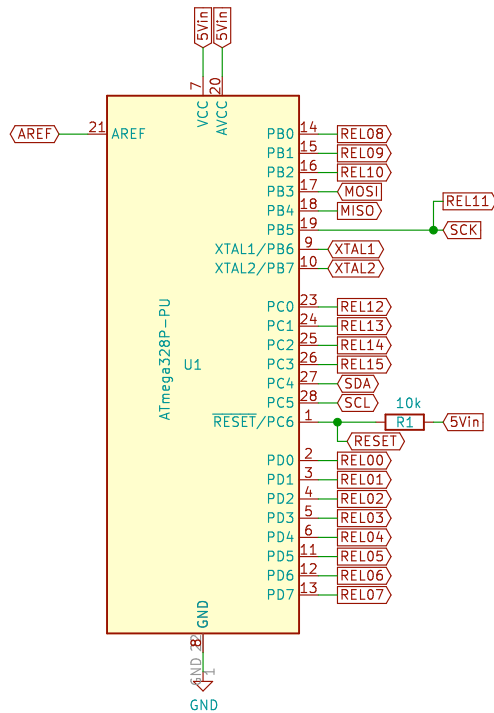 5Vin
5Vin
7
20
VCC
AVCC
AREF
21
AREF
PB0
14
REL08
PB1
15
REL09
PB2
16
REL10
PB3
17
MOSI
PB4
18
MISO
REL11
PB5
19
SCK
XTAL1/PB6
9
XTAL1
XTAL2/PB7
10
XTAL2
PC0
23
REL12
PC1
24
REL13
PC2
25
REL14
PC3
26
REL15
ATmega328P-PU
U1
PC4
27
SDA
PC5
28
SCL
10k
RESET/PC6
1
R1
5Vin
RESET
PD0
2
REL00
PD1
3
REL01
PD2
4
REL02
PD3
5
REL03
PD4
6
REL04
PD5
11
REL05
PD6
12
REL06
PD7
13
REL07
GND
8
22
GND
1
GND